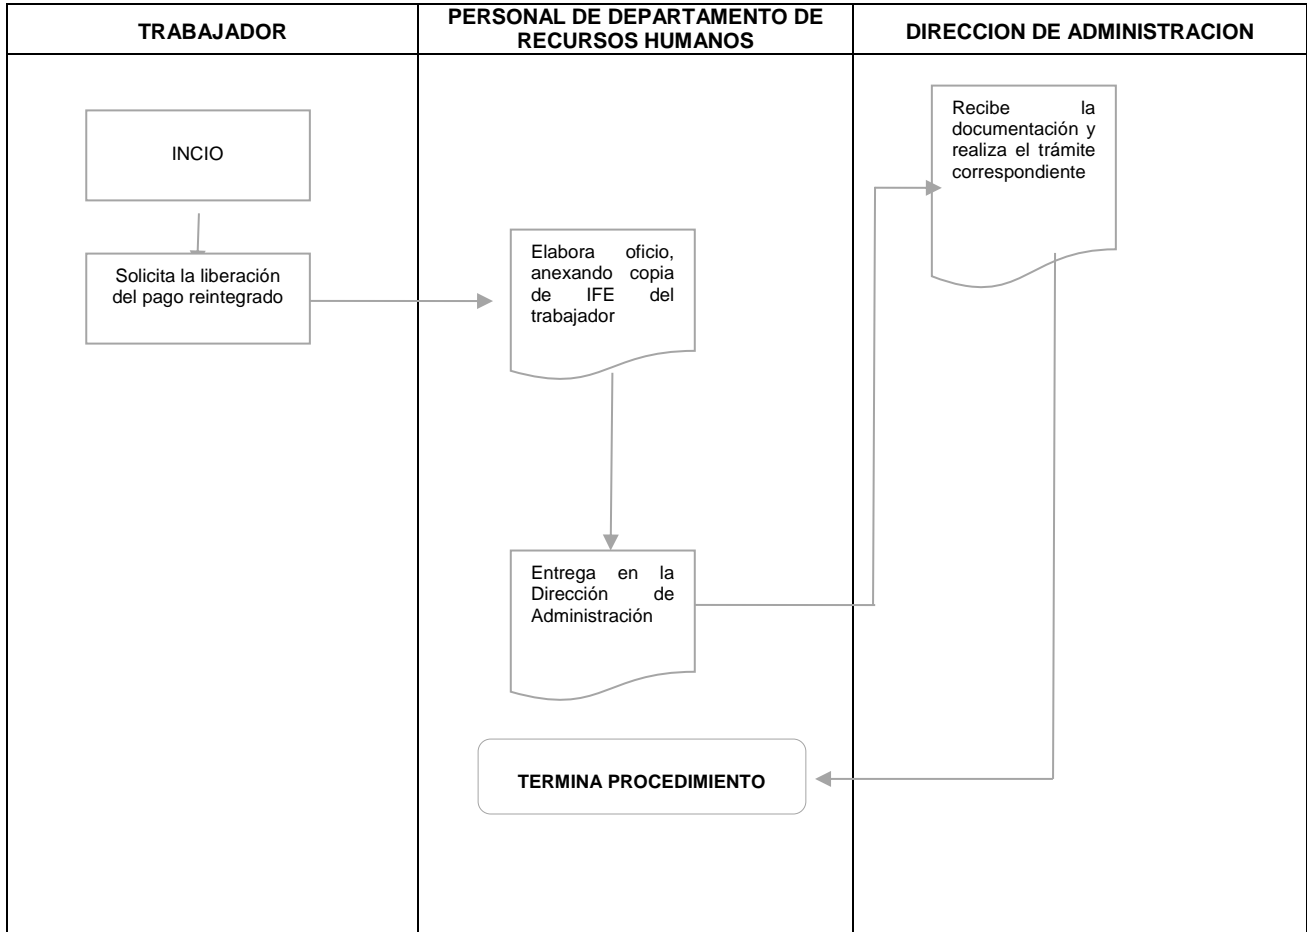 TRABAJADOR
PERSONAL DE DEPARTAMENTO DE
RECURSOS HUMANOS
DIRECCION DE ADMINISTRACION
INCIO
Solicita la liberación
del pago reintegrado
Elabora oficio,
anexando copia
de IFE del
trabajador
Entrega en la
Dirección de
Administración
Recibe la
documentación y
realiza el trámite
correspondiente
TERMINA PROCEDIMIENTO